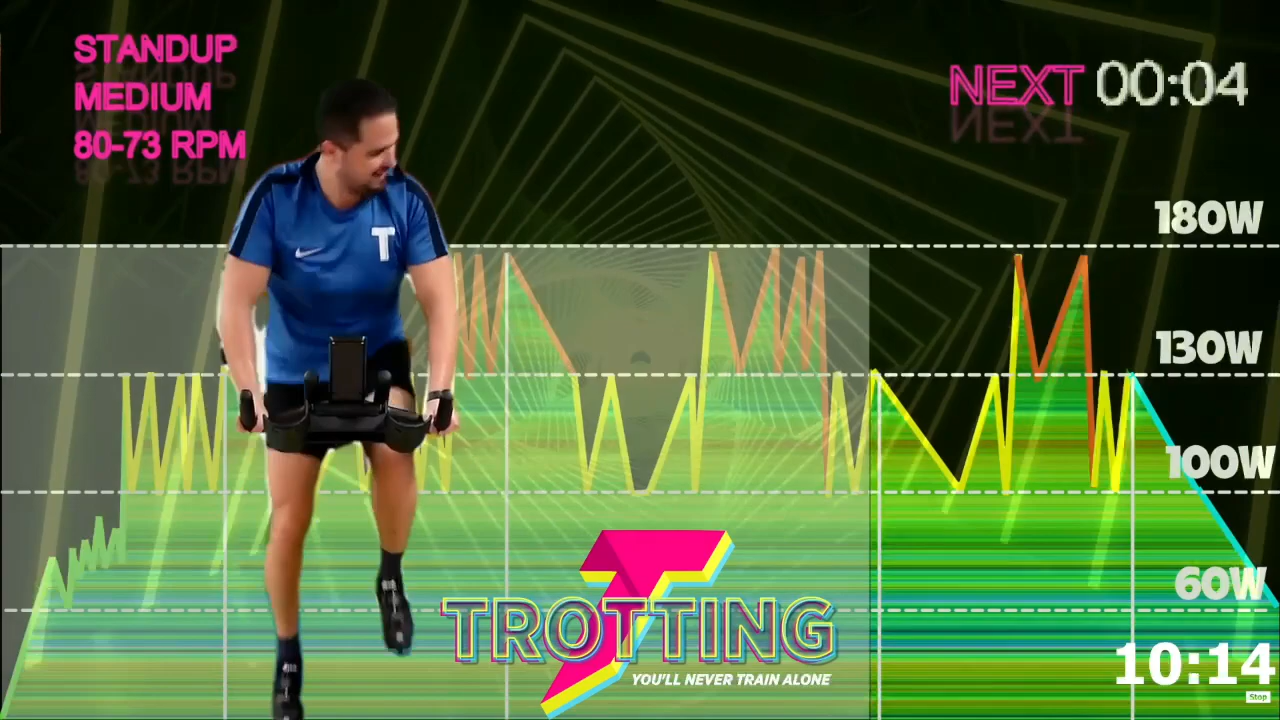 STANDUP
MEDIUM
80-73 RPM
NEXT 00:04
180W
130W
T
100W
60W
TROTTING
YOU'LL NEVER TRAIN ALONE
10:14
Stop